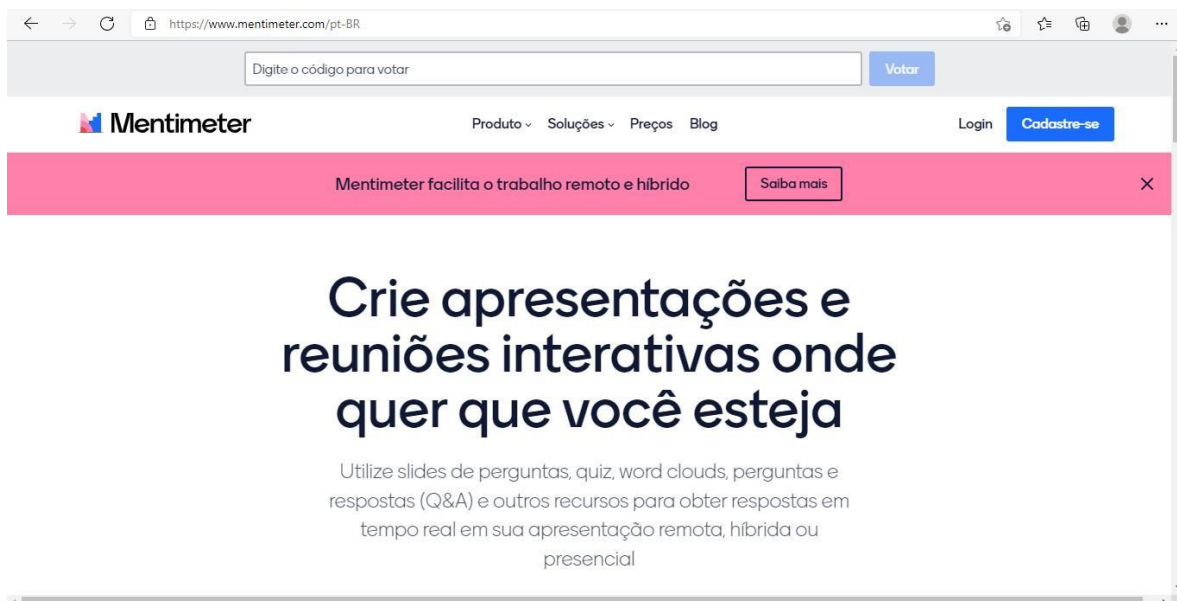 https://www.mentimeter.com/pt-BR
Digite o código para votar Votar
Mentimeter Produto Soluções Preços Blog Login Cadastre-se
Mentimeter facilita o trabalho remoto e híbrido Saiba mais
Crie apresentações e
reuniões interativas onde
quer que você esteja
Utilize slides de perguntas, quiz, word clouds, perguntas e
respostas (Q&A) e outros recursos para obter respostas em
tempo real em sua apresentação remota, híbrida ou
presencial